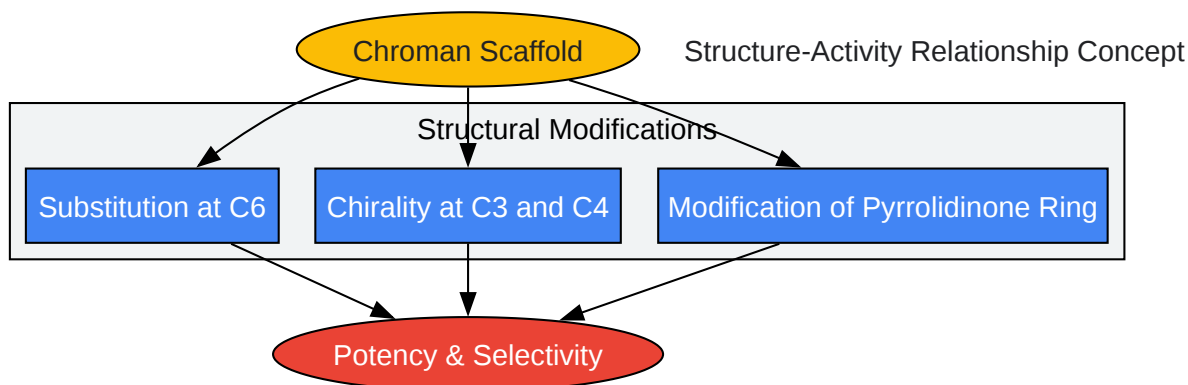 Chroman Scaffold
Structure-Activity Relationship Concept
Structural Modifications
Substitution at C6
Chirality at C3 and C4
Modification of Pyrrolidinone Ring
Potency & Selectivity